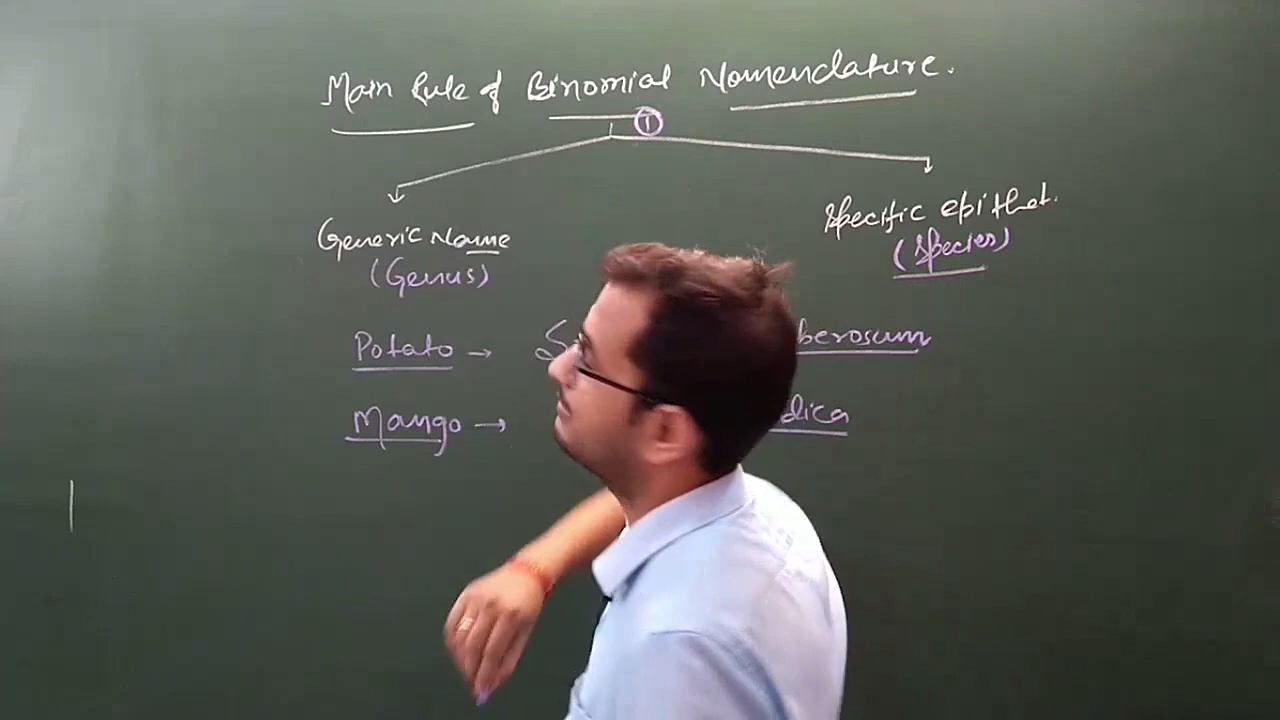 Main Rule of Binomial Nomenclature.
1
Generic Name
(Genus)
Specific epithet.
(Species)
Potato → S berosum
Mango → dica